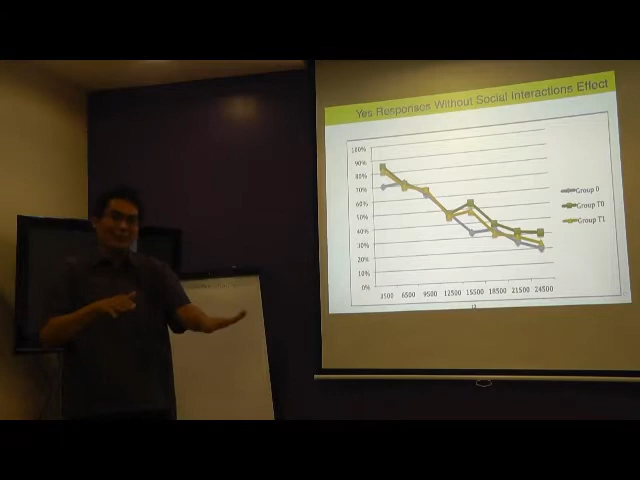 Yes Responses Without Social Interactions Effect
100%
90%
80%
70%
60%
50%
40%
30%
20%
10%
0%
3500 6500 9500 12500 15500 18500 21500 24500
Group 0
Group T0
Group T1